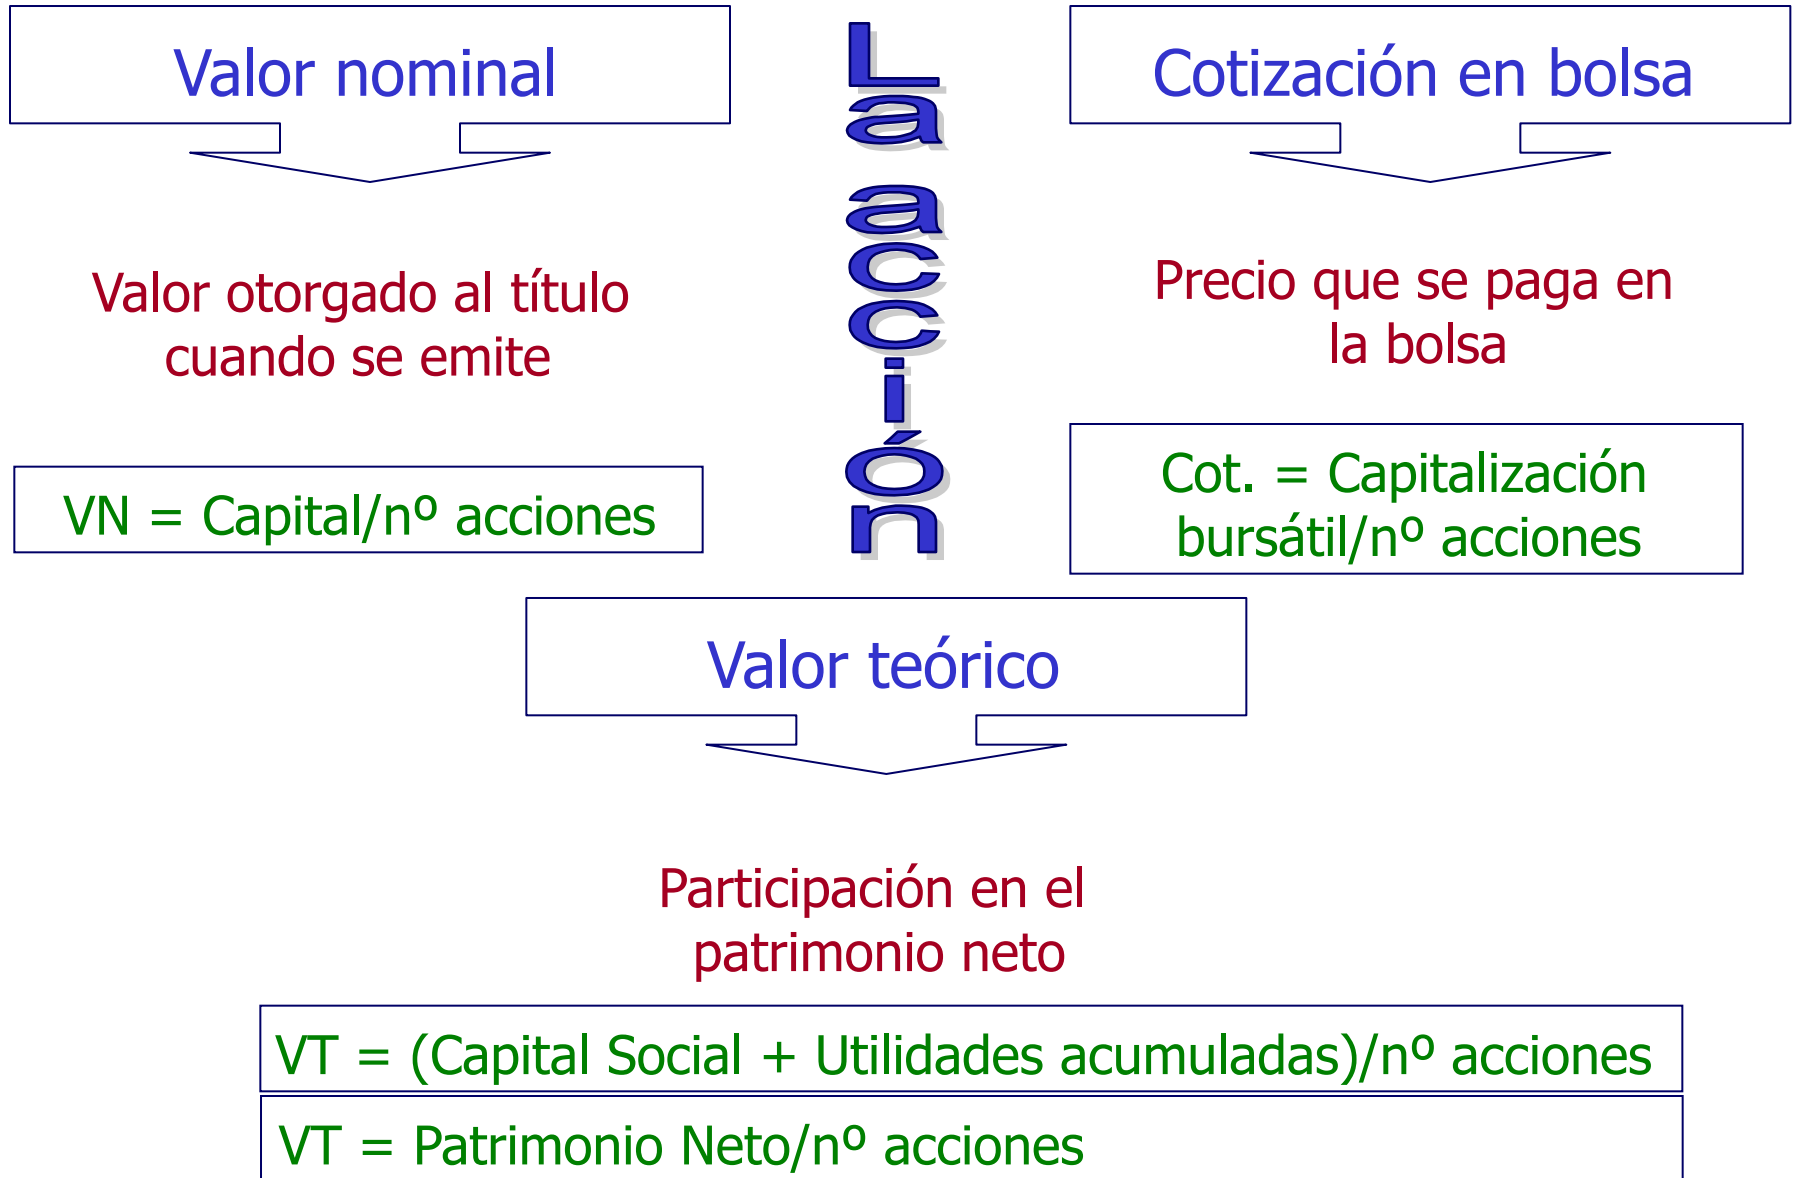 Valor nominal
Valor otorgado al título
cuando se emite
VN = Capital/nº acciones
La acción
Cotización en bolsa
Precio que se paga en
la bolsa
Cot. = Capitalización
bursátil/nº acciones
Valor teórico
Participación en el
patrimonio neto
VT = (Capital Social + Utilidades acumuladas)/nº acciones
VT = Patrimonio Neto/nº acciones